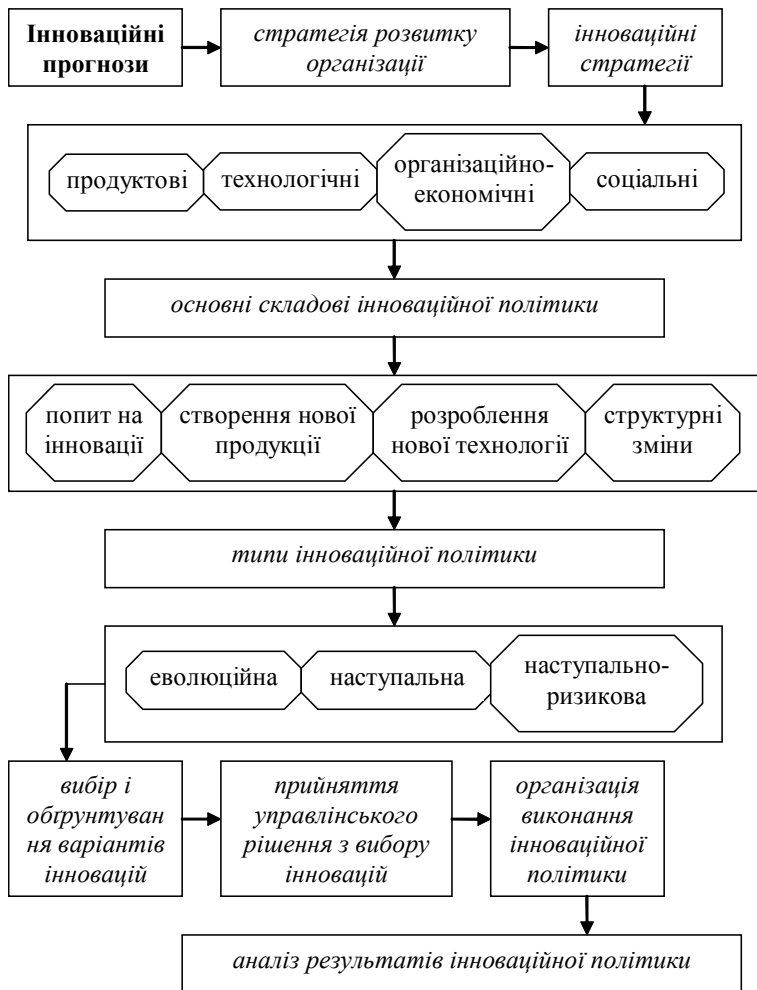 Інноваційні
прогнози
стратегія розвитку
організації
інноваційні
стратегії
продуктові
технологічні
організаційно-
економічні
соціальні
основні складові інноваційної політики
попит на
інновації
створення нової
продукції
розроблення
нової технології
структурні
зміни
типи інноваційної політики
еволюційна
наступальна
наступально-
ризикова
вибір і
обґрунтуван
ня варіантів
інновацій
прийняття
управлінського
рішення з вибору
інновацій
організація
виконання
інноваційної
політики
аналіз результатів інноваційної політики